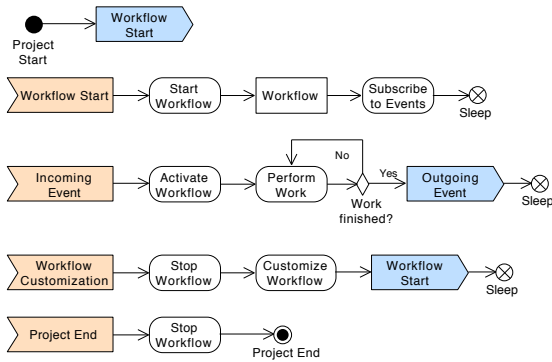 Workflow
Start
Project
Start
Workflow Start
Start
Workflow
Workflow
Subscribe
to Events
Sleep
Incoming
Event
Activate
Workflow
Perform
Work
No
Yes
Work
finished?
Outgoing
Event
Sleep
Workflow
Customization
Stop
Workflow
Customize
Workflow
Workflow
Start
Sleep
Project End
Stop
Workflow
Project End